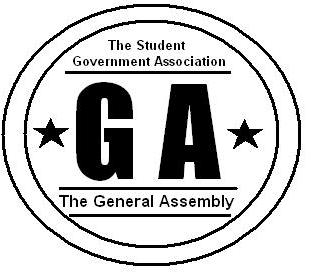 The Student
Government Association
G A
The General Assembly